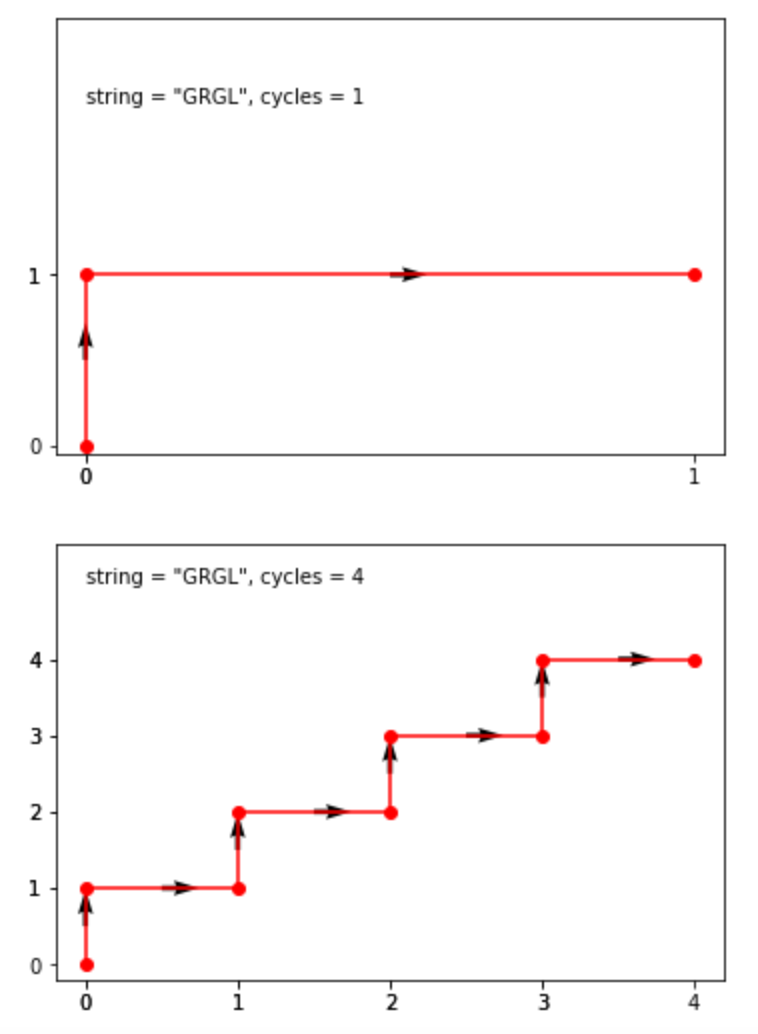 string = "GRGL", cycles = 1
1
0
0 1
string = "GRGL", cycles = 4
4
3
2
1
0
0 1 2 3 4